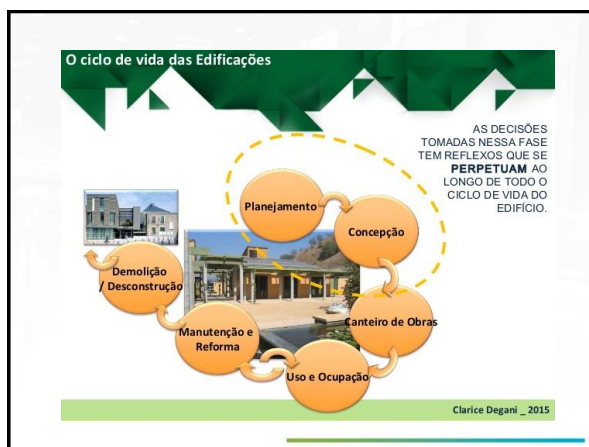 O ciclo de vida das Edificações
AS DECISÕES
TOMADAS NESSA FASE
TEM REFLEXOS QUE SE
PERPETUAM AO
LONGO DE TODO O
CICLO DE VIDA DO
EDIFÍCIO.
Planejamento
Concepção
Canteiro de Obras
Uso e Ocupação
Manutenção e
Reforma
Demolição
/ Desconstrução
Clarice Degani _ 2015